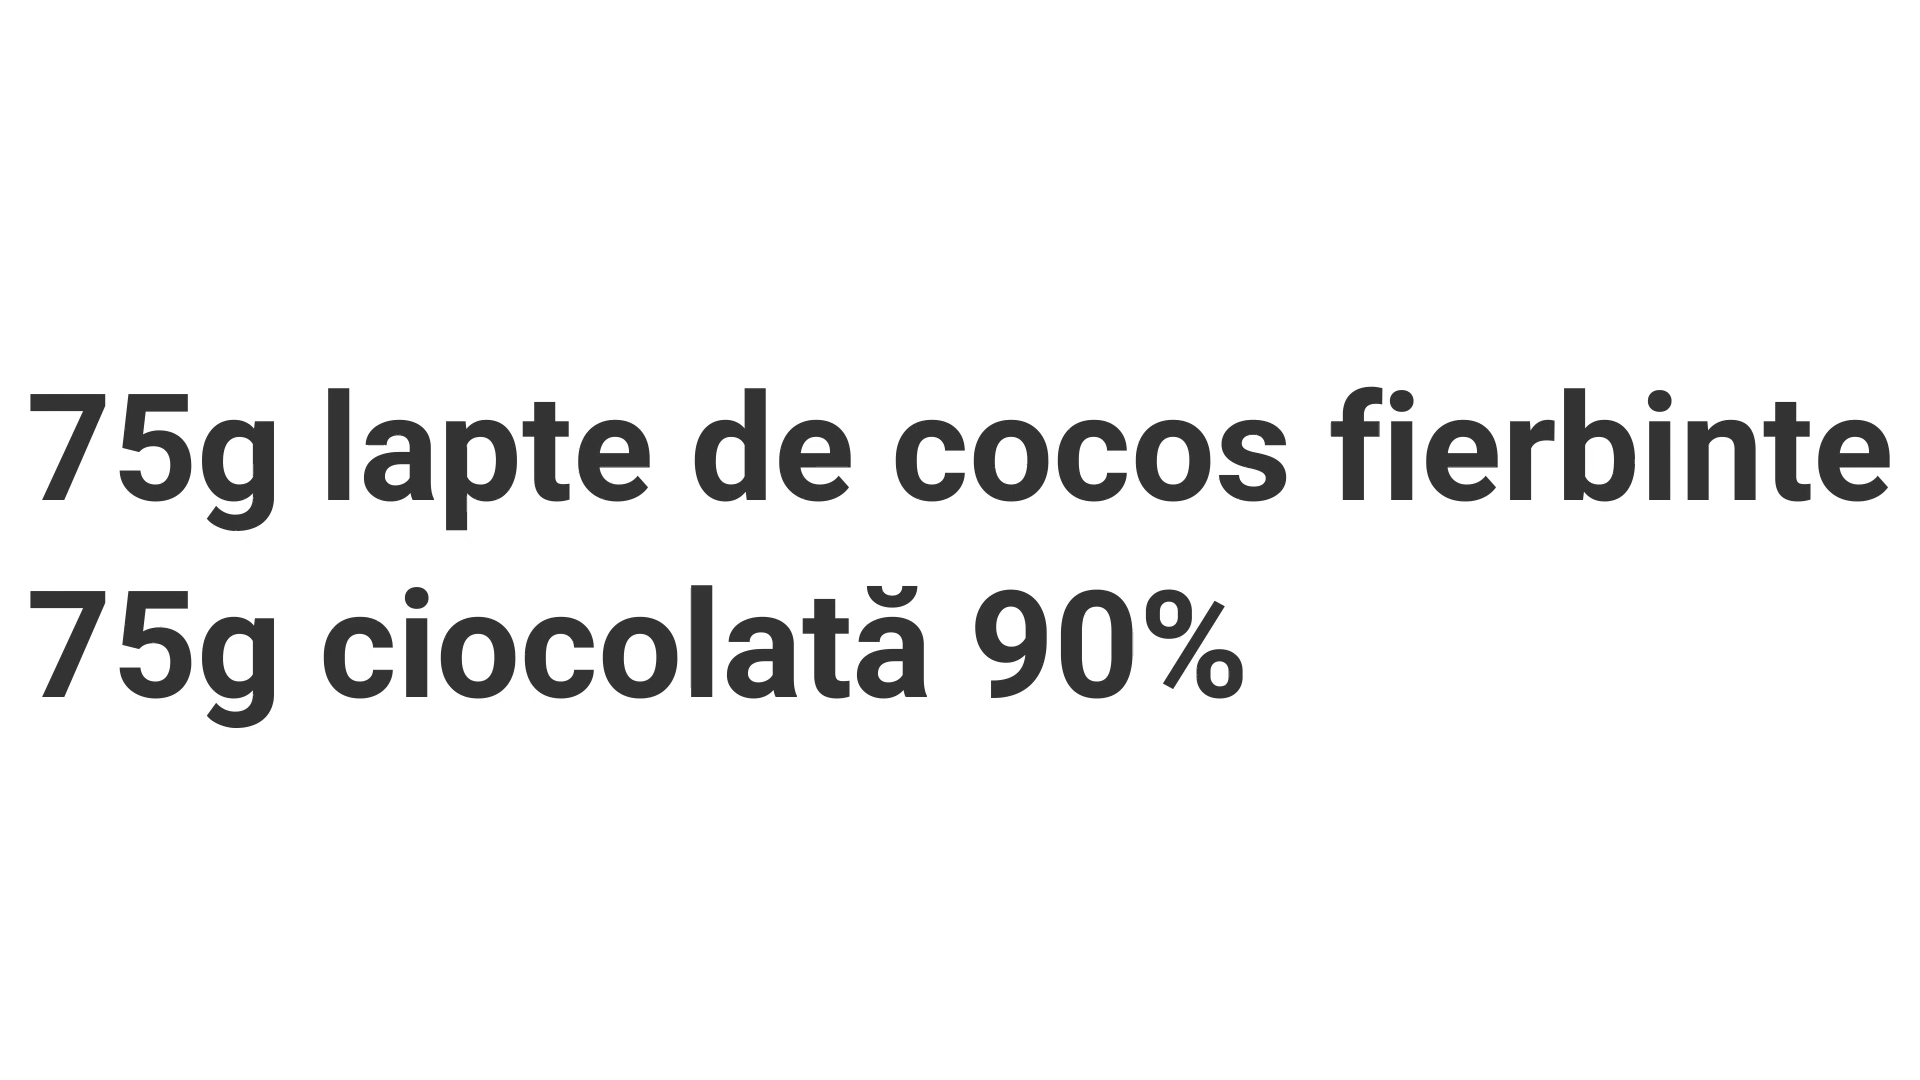 75g lapte de cocos fierbinte
75g ciocolată 90%